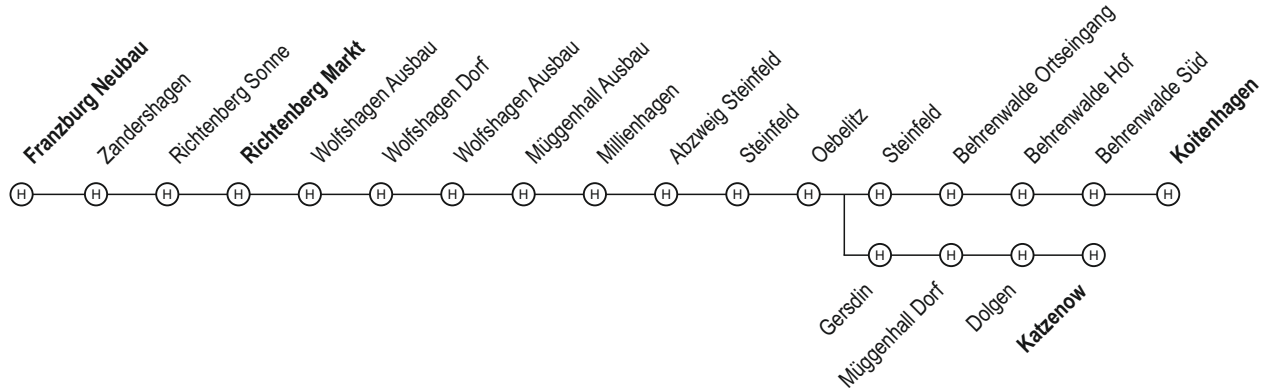 Franzburg Neubau
Zandershagen
Richtenberg Sonne
Richtenberg Markt
Wolfshagen Ausbau
Wolfshagen Dorf
Wolfshagen Ausbau
Müggenhall Ausbau
Millienhagen
Abzweig Steinfeld
Steinfeld
Oebelitz
Steinfeld
Behrenwalde Ortseingang
Behrenwalde Hof
Behrenwalde Süd
Koitenhagen
H H H H H H H H H H H H H H H H H
H H H H
Gersdin
Müggenhall Dorf
Dolgen
Katzenow